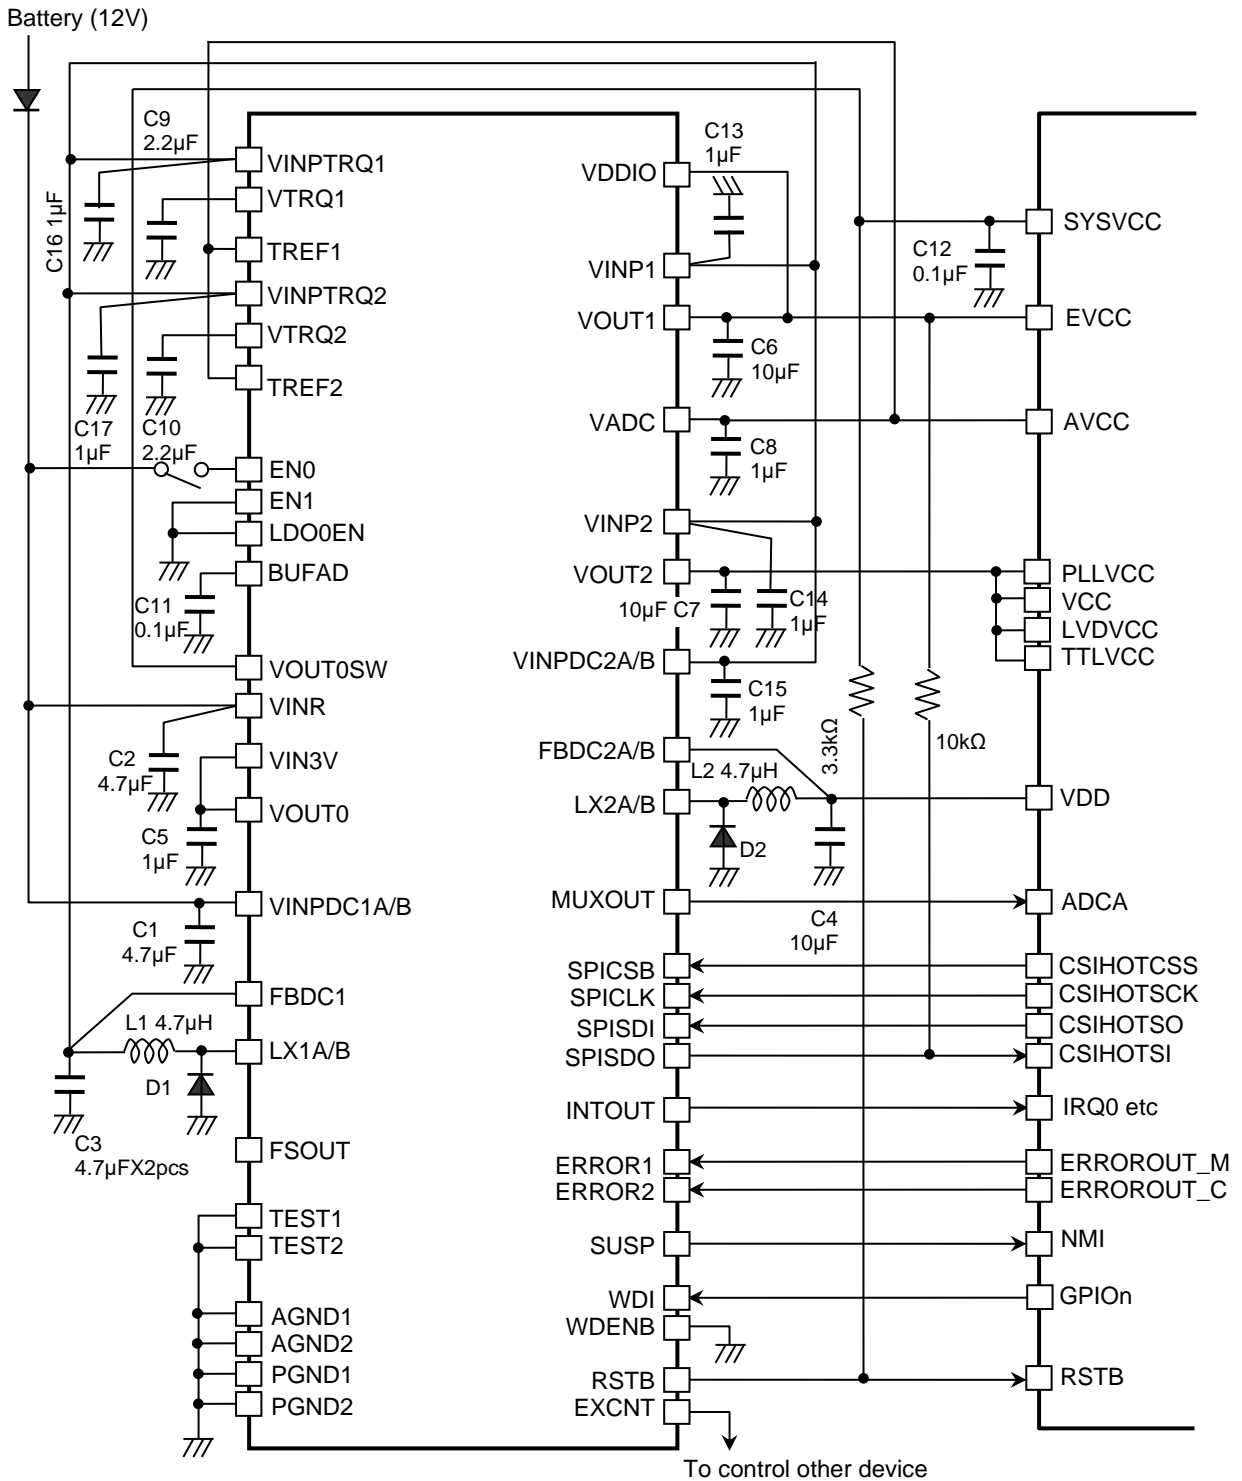 Battery (12V)
C9
2.2µF
C16 1µF
VINPTRQ1
VTRQ1
TREF1
VINPTRQ2
VTRQ2
TREF2
C17
1µF
C10
2.2µF
EN0
EN1
LDO0EN
BUFAD
C11
0.1µF
VOUT0SW
VINR
C2
4.7µF
VIN3V
VOUT0
C5
1µF
VINPDC1A/B
C1
4.7µF
FBDC1
L1 4.7µH
LX1A/B
D1
C3
4.7µFX2pcs
FSOUT
TEST1
TEST2
AGND1
AGND2
PGND1
PGND2
C13
1µF
VDDIO
VINP1
VOUT1
C6
10µF
VADC
C8
1µF
VINP2
VOUT2
10µF C7
C14
1µF
VINPDC2A/B
C15
1µF
FBDC2A/B
L2 4.7µH
3.3kΩ
10kΩ
LX2A/B
D2
MUXOUT
C4
10µF
SPICSB
SPICLK
SPISDI
SPISDO
INTOUT
ERROR1
ERROR2
SUSP
WDI
WDENB
RSTB
EXCNT
To control other device
C12
0.1µF
SYSVCC
EVCC
AVCC
PLLVCC
VCC
LVDVCC
TTLVCC
VDD
ADCA
CSIHOTCSS
CSIHOTSCK
CSIHOTSO
CSIHOTSI
IRQ0 etc
ERROROUT_M
ERROROUT_C
NMI
GPIOn
RSTB